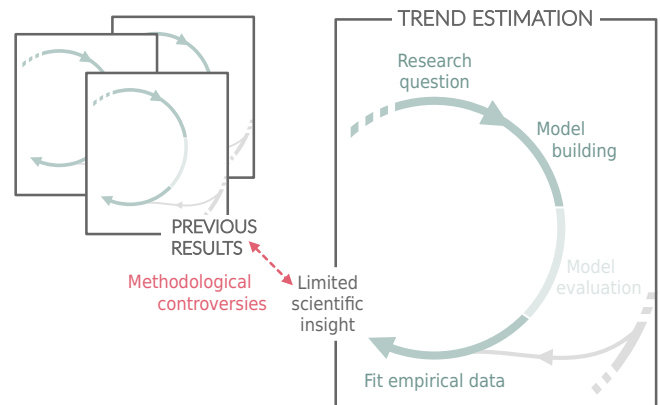 TREND ESTIMATION
Research
question
Model
building
Model
evaluation
Fit empirical data
PREVIOUS
RESULTS
Methodological
controversies
Limited
scientific
insight